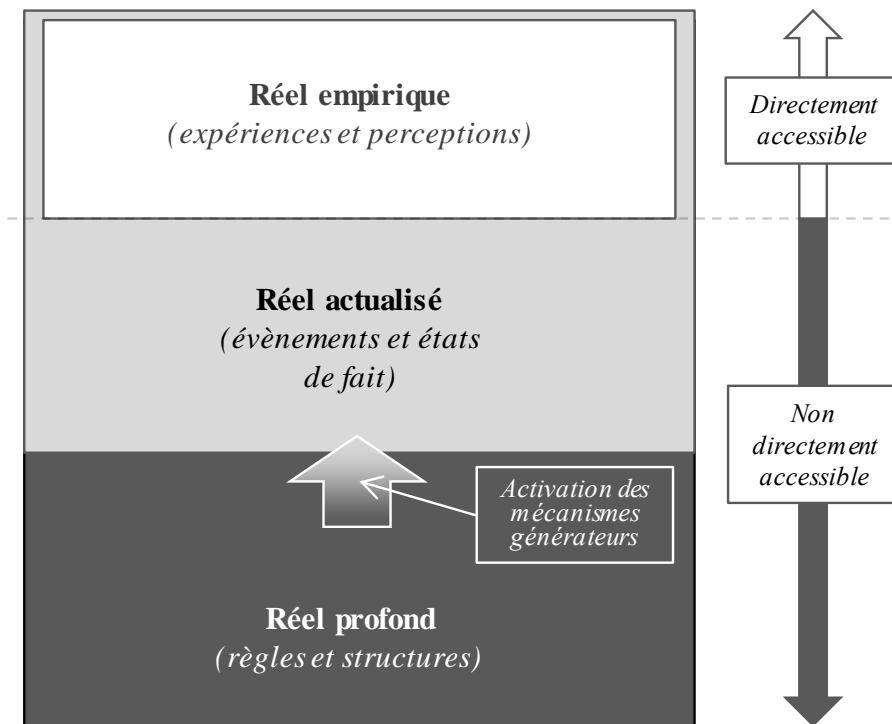 Réel empirique
(expériences et perceptions)
Directement
accessible
Réel actualisé
(évènements et états
de fait)
Non
directement
accessible
Activation des
mécanismes
générateurs
Réel profond
(règles et structures)